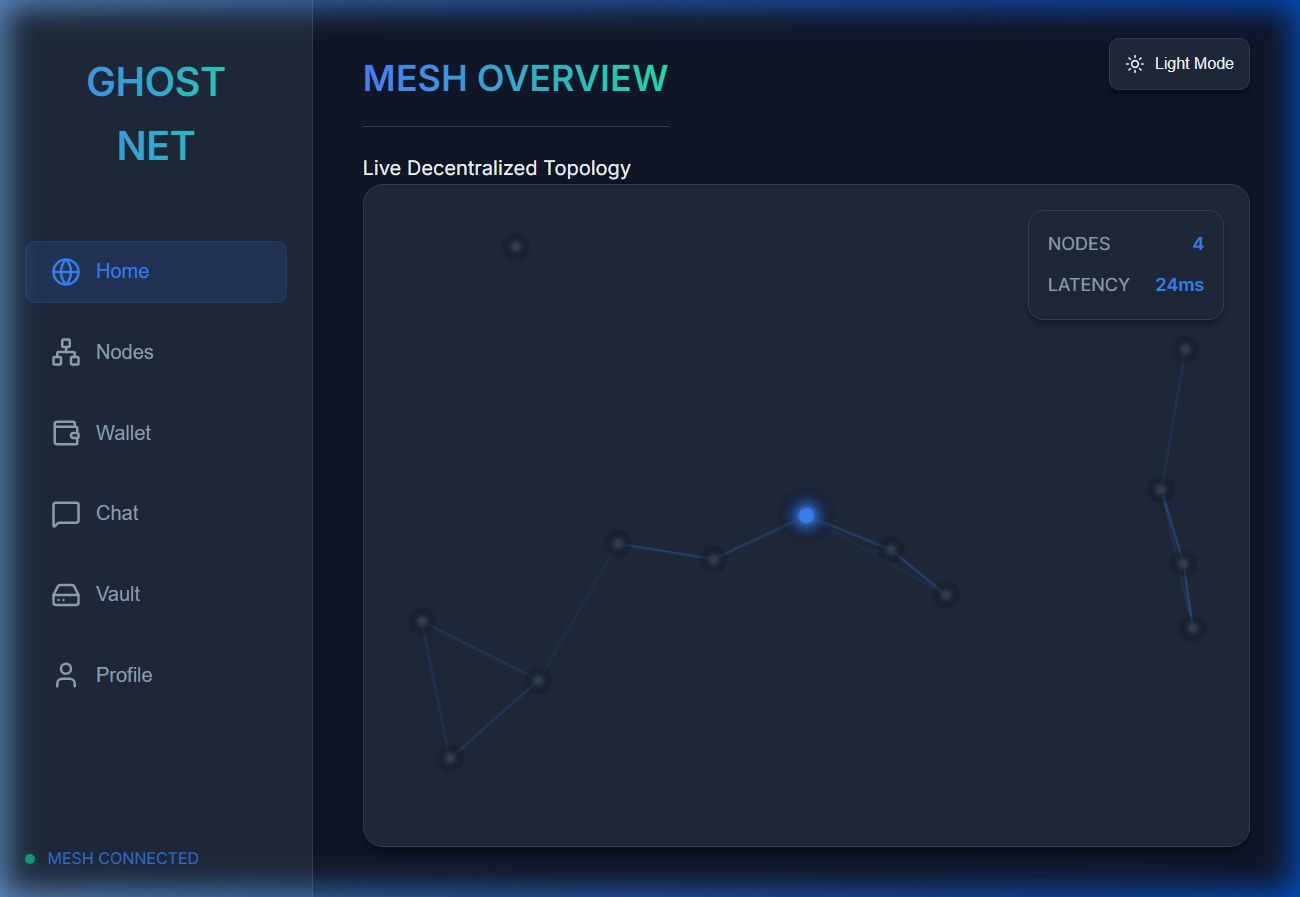 GHOST
NET
Home
Nodes
Wallet
Chat
Vault
Profile
MESH CONNECTED
MESH OVERVIEW
Light Mode
Live Decentralized Topology
NODES 4
LATENCY 24ms